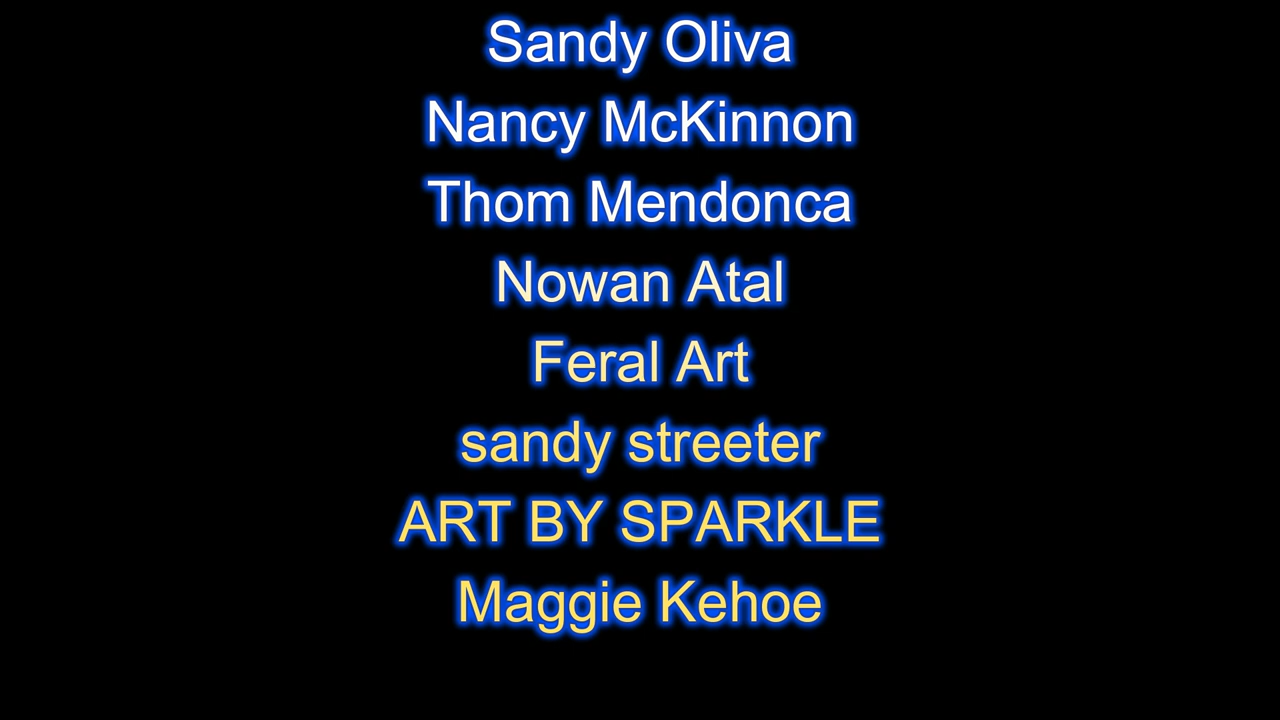 Sandy Oliva
Nancy McKinnon
Thom Mendonca
Nowan Atal
Feral Art
sandy streeter
ART BY SPARKLE
Maggie Kehoe